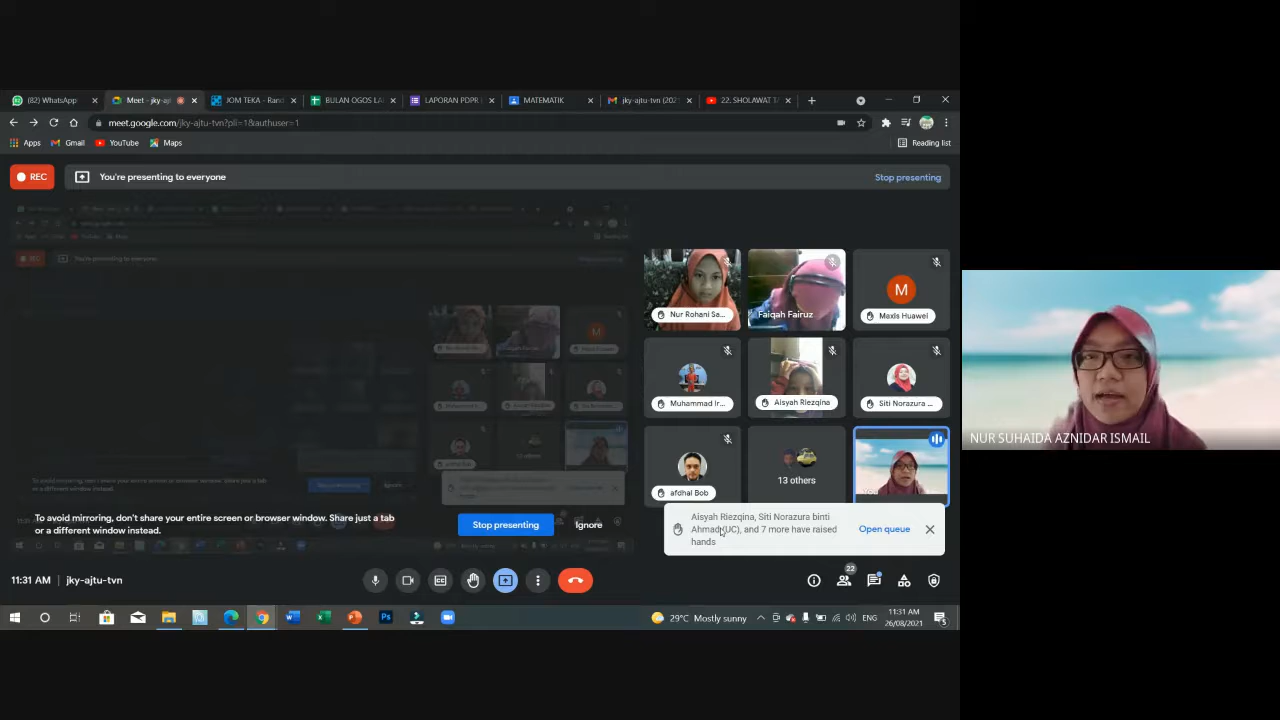 (82) WhatsApp
Meet - jky-ajt
JOM TEKA - Ran
BULAN OGOS LA
LAPORAN PDPR
MATEMATIK
jky-ajtu-tvn (202
22. SHOLAWAT T
meet.google.com/jky-ajtu-tvn?pli=1&authuser=1
Apps
Gmail
YouTube
Maps
Reading list
REC
You're presenting to everyone
Stop presenting
Nur Rohani Sa...
Faiqah Fairuz
M
Maxis Huawei
Muhammad Ir...
Aisyah Riezqina
Siti Norazura ...
afdhal Bob
13 others
NUR SUHAIDA AZNIDAR ISMAIL
To avoid mirroring, don't share your entire screen or browser window. Share just a tab
or a different window instead.
Stop presenting
Ignore
Aisyah Riezqina, Siti Norazura binti
Ahmad (UC), and 7 more have raised
hands
Open queue
11:31 AM | jky-ajtu-tvn
22
29°C Mostly sunny
ENG
11:31 AM
26/08/2021